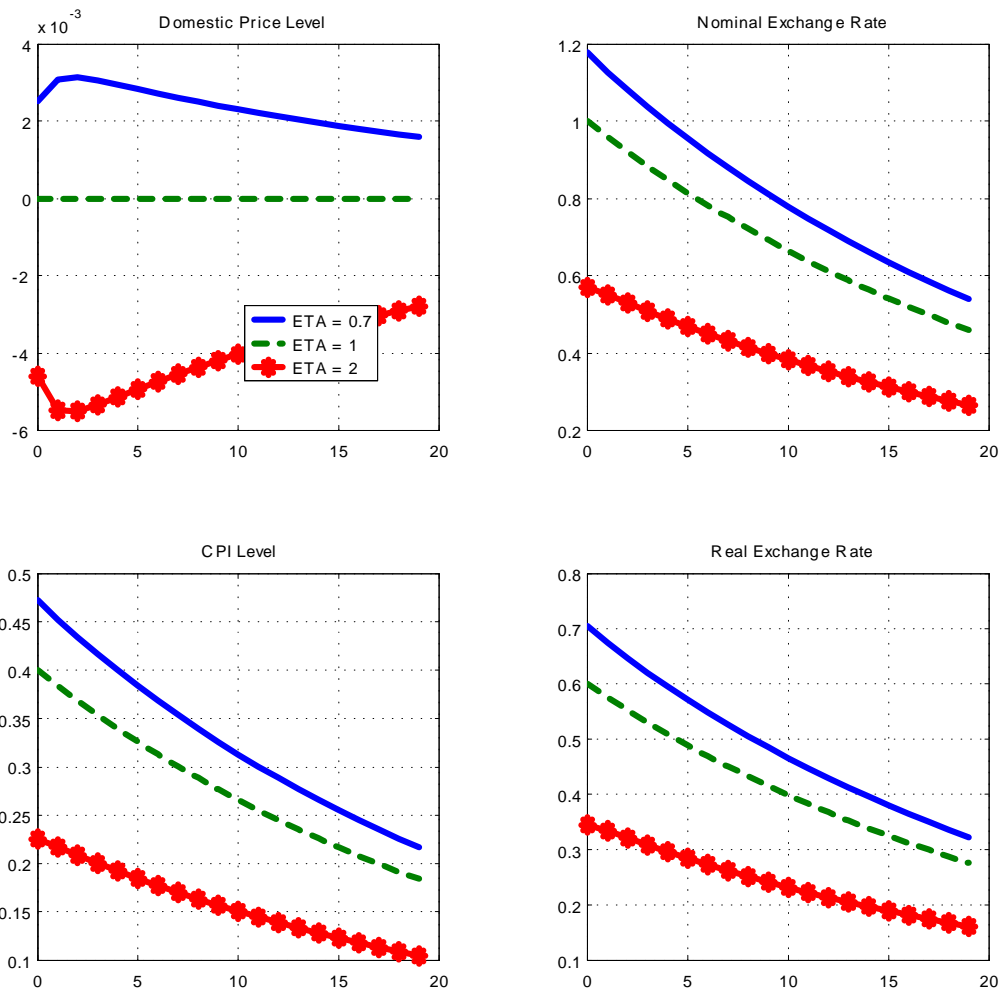 x 10^-3
Domestic Price Level
4
2
0
-2
-4
-6
0 5 10 15 20
ETA = 0.7
ETA = 1
ETA = 2
Nominal Exchange Rate
1.2
1
0.8
0.6
0.4
0.2
0 5 10 15 20
CPI Level
0.5
0.45
0.4
0.35
0.3
0.25
0.2
0.15
0.1
0 5 10 15 20
Real Exchange Rate
0.8
0.7
0.6
0.5
0.4
0.3
0.2
0.1
0 5 10 15 20